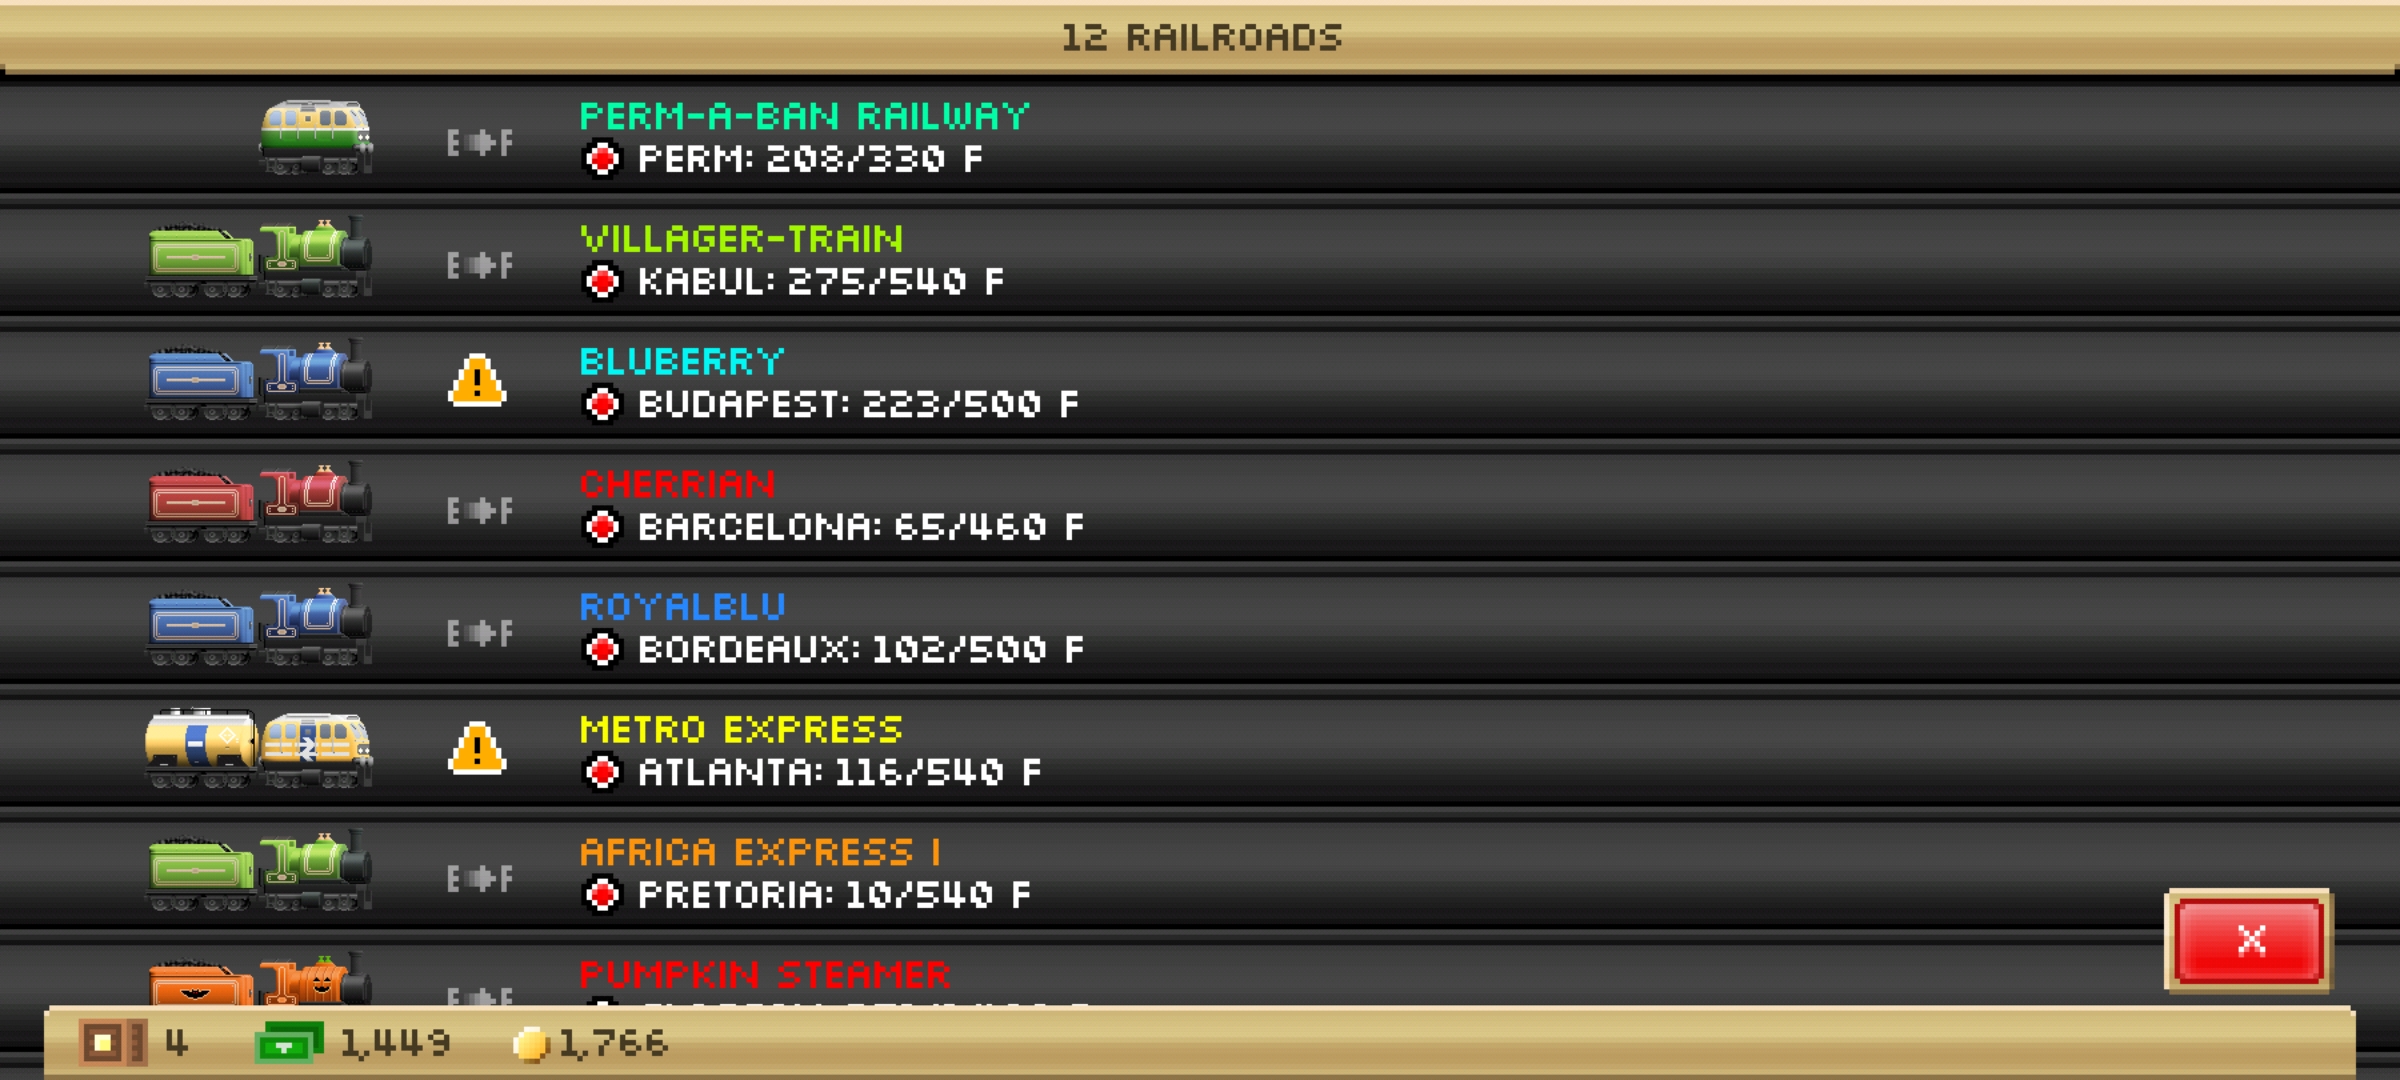 12 RAILROADS
E F
PERM-A-BAN RAILWAY
PERM: 208/330 F
E F
VILLAGER-TRAIN
KABUL: 275/540 F
!
BLUBERRY
BUDAPEST: 223/500 F
E F
CHERRIAN
BARCELONA: 65/460 F
E F
ROYALBLU
BORDEAUX: 102/500 F
!
METRO EXPRESS
ATLANTA: 116/540 F
E F
AFRICA EXPRESS I
PRETORIA: 10/540 F
E F
PUMPKIN STEAMER
X
4
1,449
1,766